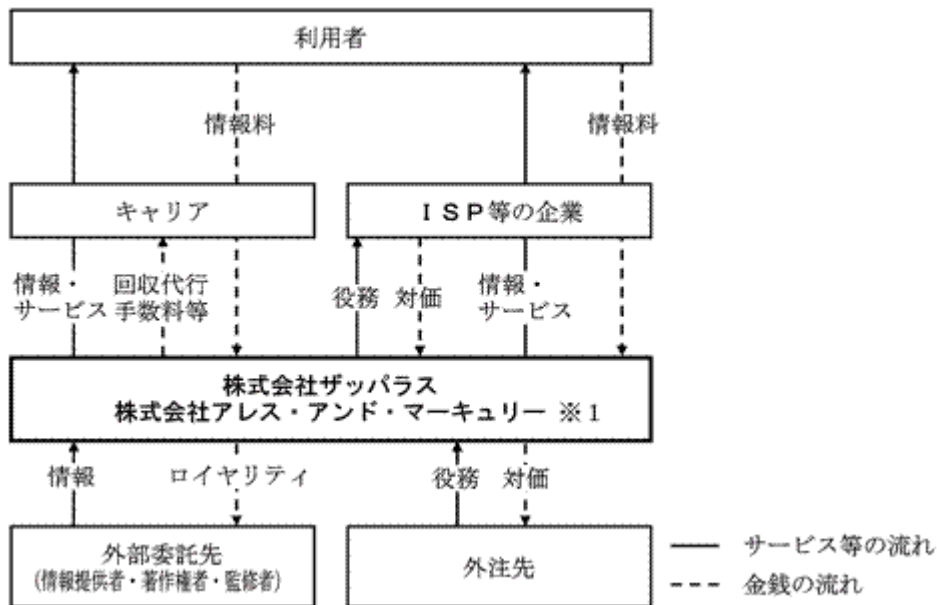 利用者
情報料
情報料
キャリア
ISP等の企業
情報・
サービス
回収代行
手数料等
役務
対価
情報・
サービス
株式会社ザッパラス
株式会社アレス・アンド・マーキュリー ※1
情報
ロイヤリティ
役務
対価
外部委託先
(情報提供者・著作権者・監修者)
外注先
サービス等の流れ
金銭の流れ